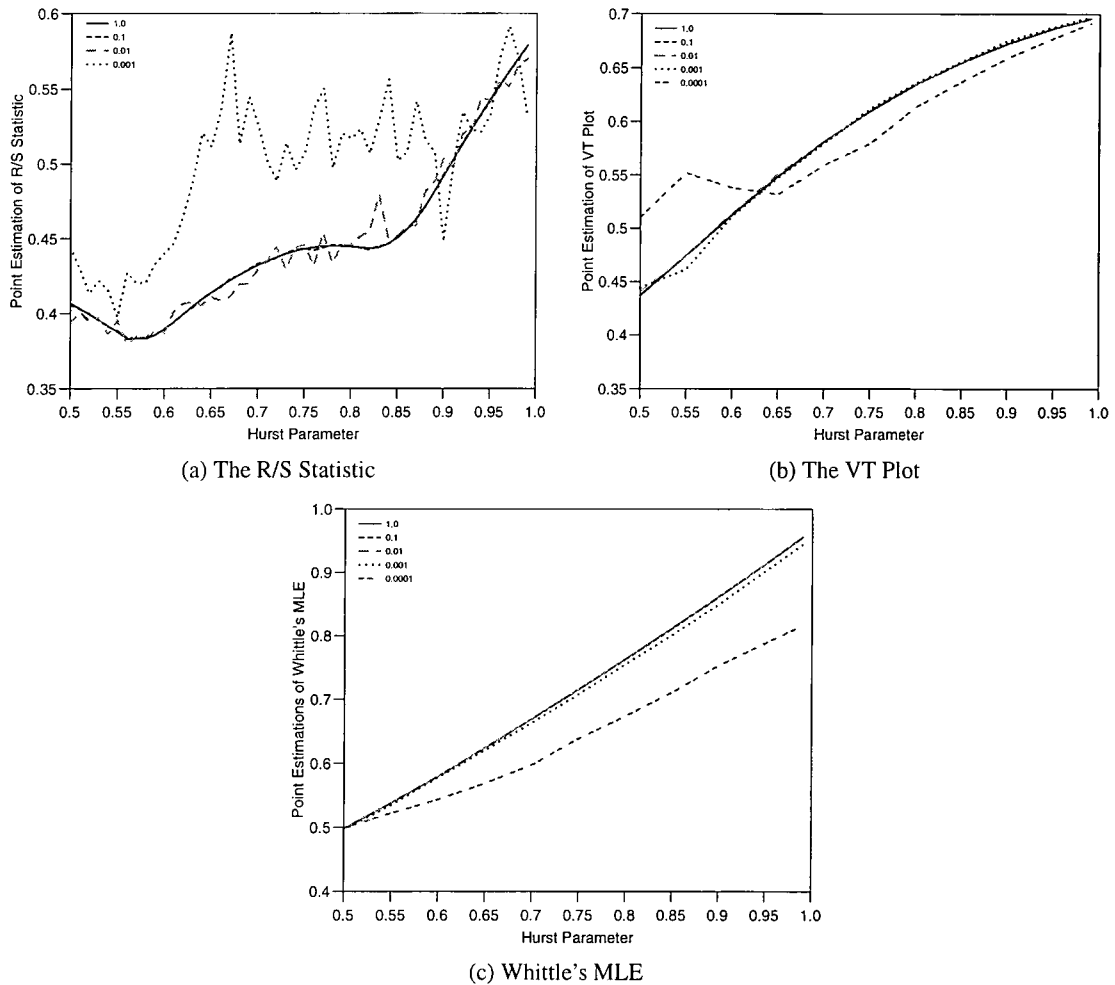 0.6
0.55
0.5
0.45
0.4
0.35
Point Estimation of R/S Statistic
1.0
0.1
0.01
0.001
0.5 0.55 0.6 0.65 0.7 0.75 0.8 0.85 0.9 0.95 1.0
Hurst Parameter
(a) The R/S Statistic
0.7
0.65
0.6
0.55
0.5
0.45
0.4
0.35
Point Estimation of VT Plot
1.0
0.1
0.01
0.001
0.0001
0.5 0.55 0.6 0.65 0.7 0.75 0.8 0.85 0.9 0.95 1.0
Hurst Parameter
(b) The VT Plot
1.0
0.9
0.8
0.7
0.6
0.5
0.4
Point Estimations of Whittle's MLE
1.0
0.1
0.01
0.001
0.0001
0.5 0.55 0.6 0.65 0.7 0.75 0.8 0.85 0.9 0.95 1.0
Hurst Parameter
(c) Whittle's MLE